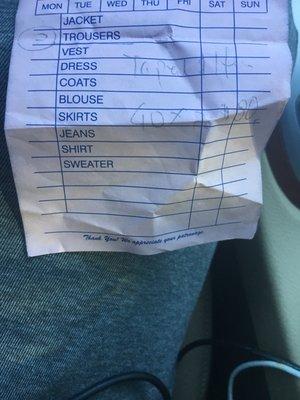 MON TUE WED THU FRI SAT SUN
JACKET
TROUSERS
VEST
DRESS
COATS
BLOUSE
SKIRTS
JEANS
SHIRT
SWEATER
Thank You! We appreciate your patronage.